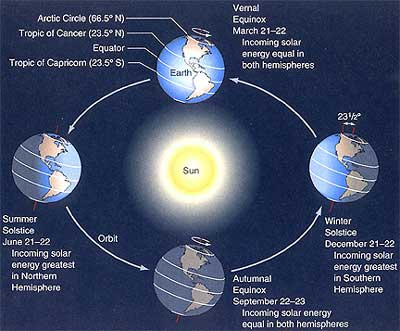 Arctic Circle (66.5° N)
Tropic of Cancer (23.5° N)
Equator
Tropic of Capricorn (23.5° S)
Earth
Vernal
Equinox
March 21–22
Incoming solar
energy equal in
both hemispheres
23½°
Sun
Summer
Solstice
June 21–22
Incoming solar
energy greatest
in Northern
Hemisphere
Orbit
Winter
Solstice
December 21–22
Incoming solar
energy greatest
in Southern
Hemisphere
Autumnal
Equinox
September 22–23
Incoming solar energy
equal in both hemispheres